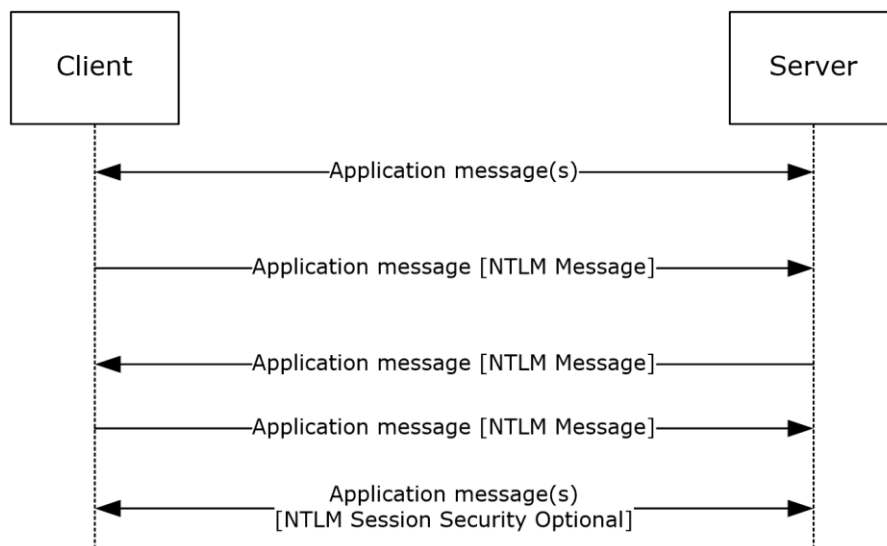 Client
Server
Application message(s)
Application message [NTLM Message]
Application message [NTLM Message]
Application message [NTLM Message]
Application message(s)
[NTLM Session Security Optional]